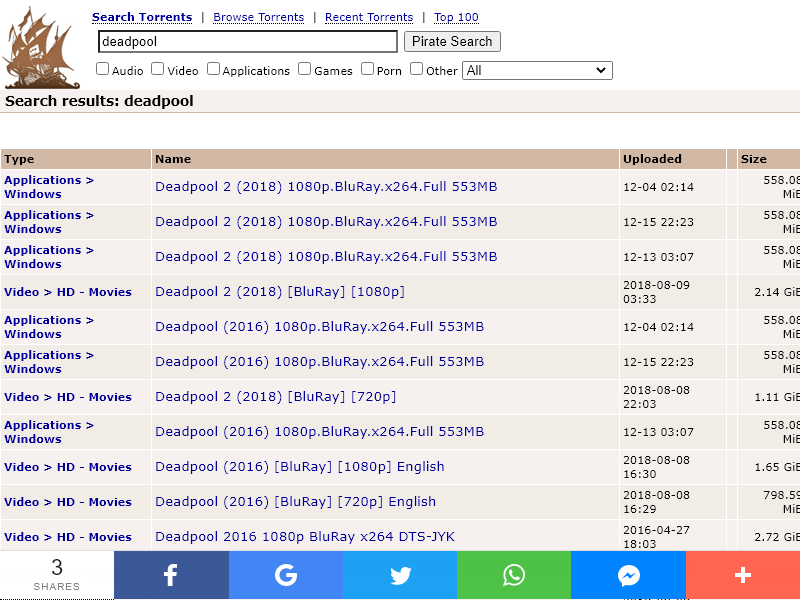 Search Torrents | Browse Torrents | Recent Torrents | Top 100
deadpool Pirate Search
Audio Video Applications Games Porn Other All
Search results: deadpool
Type Name Uploaded Size
Applications > Windows Deadpool 2 (2018) 1080p.BluRay.x264.Full 553MB 12-04 02:14 558.08 MiB
Applications > Windows Deadpool 2 (2018) 1080p.BluRay.x264.Full 553MB 12-15 22:23 558.08 MiB
Applications > Windows Deadpool 2 (2018) 1080p.BluRay.x264.Full 553MB 12-13 03:07 558.08 MiB
Video > HD - Movies Deadpool 2 (2018) [BluRay] [1080p] 2018-08-09 03:33 2.14 GiB
Applications > Windows Deadpool (2016) 1080p.BluRay.x264.Full 553MB 12-04 02:14 558.08 MiB
Applications > Windows Deadpool (2016) 1080p.BluRay.x264.Full 553MB 12-15 22:23 558.08 MiB
Video > HD - Movies Deadpool 2 (2018) [BluRay] [720p] 2018-08-08 22:03 1.11 GiB
Applications > Windows Deadpool (2016) 1080p.BluRay.x264.Full 553MB 12-13 03:07 558.08 MiB
Video > HD - Movies Deadpool (2016) [BluRay] [1080p] English 2018-08-08 16:30 1.65 GiB
Video > HD - Movies Deadpool (2016) [BluRay] [720p] English 2018-08-08 16:29 798.59 MiB
Video > HD - Movies Deadpool 2016 1080p BluRay x264 DTS-JYK 2016-04-27 18:03 2.72 GiB
3
SHARES